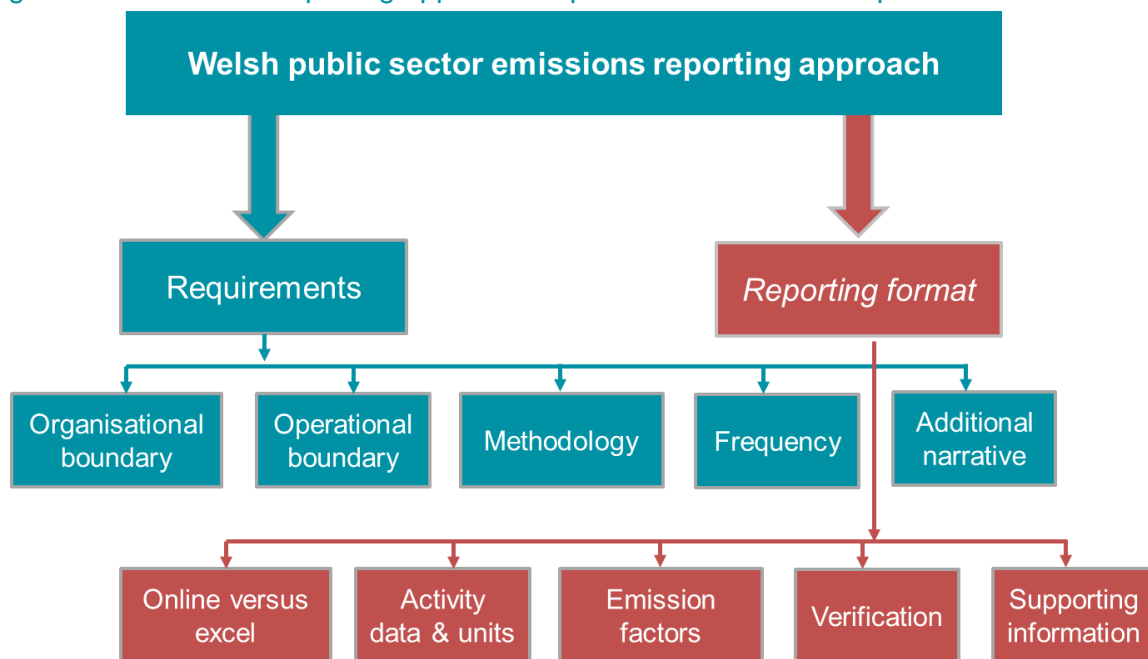 Welsh public sector emissions reporting approach
Requirements
Reporting format
Organisational
boundary
Operational
boundary
Methodology
Frequency
Additional
narrative
Online versus
excel
Activity
data & units
Emission
factors
Verification
Supporting
information